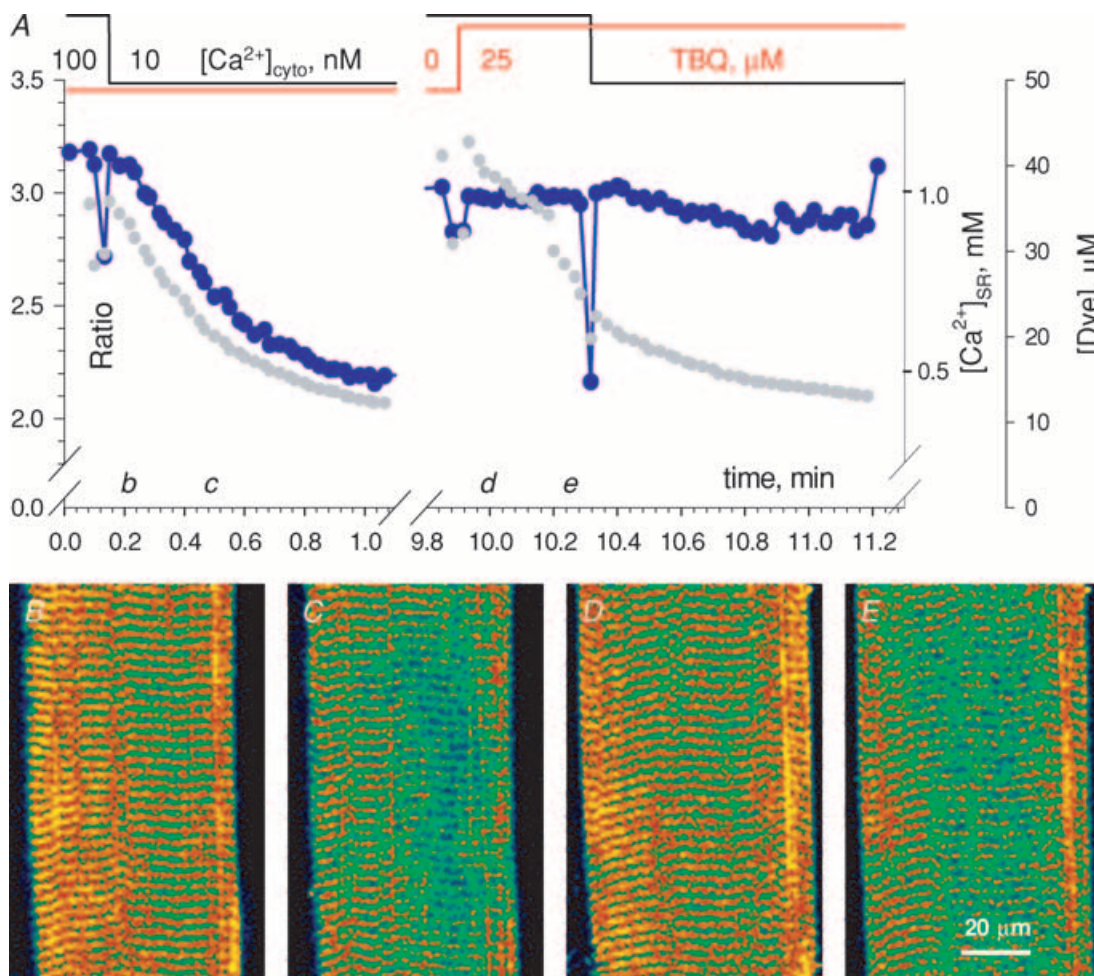 A
100 10 [Ca²⁺]cyto, nM
0 25 TBQ, µM
3.5
3.0
2.5
2.0
0.0
Ratio
1.0
0.5
[Ca²⁺]SR, mM
50
40
30
20
10
0
[Dye], µM
b c d e time, min
0.0 0.2 0.4 0.6 0.8 1.0 9.8 10.0 10.2 10.4 10.6 10.8 11.0 11.2
B C D E
20 µm